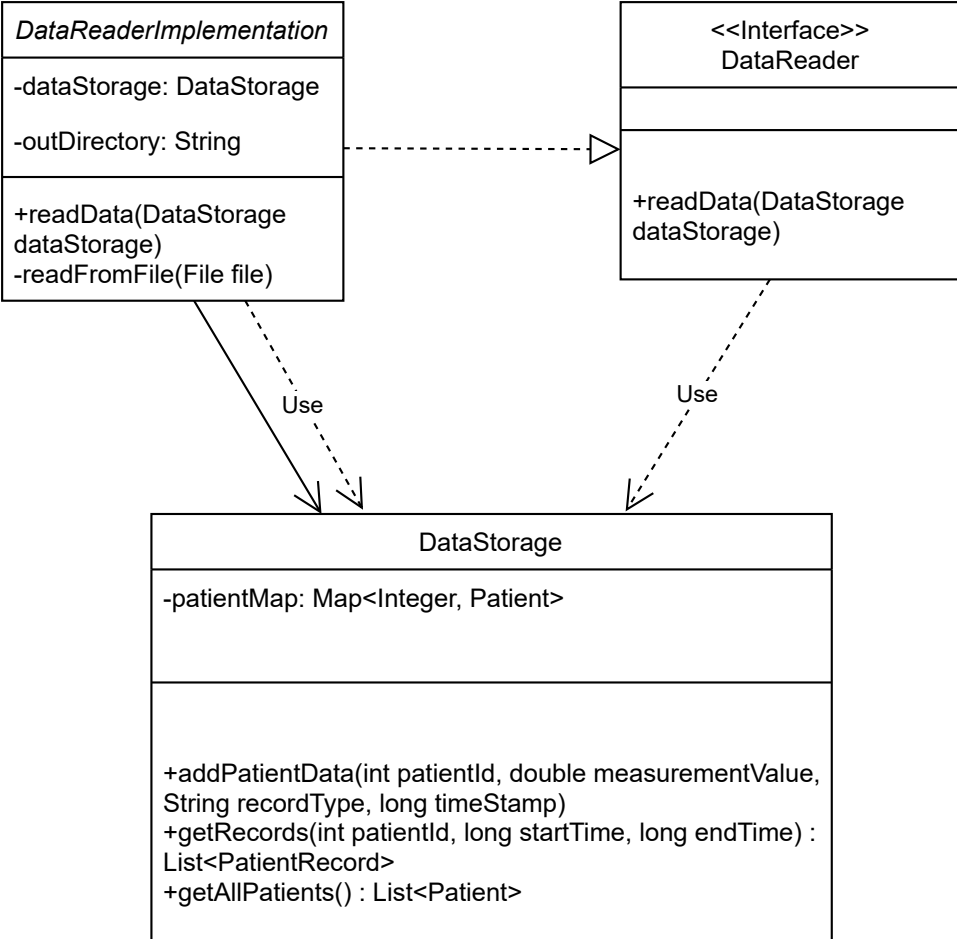 DataReaderImplementation
-dataStorage: DataStorage
-outDirectory: String
+readData(DataStorage
dataStorage)
-readFromFile(File file)
<<Interface>>
DataReader
+readData(DataStorage
dataStorage)
Use
Use
DataStorage
-patientMap: Map<Integer, Patient>
+addPatientData(int patientId, double measurementValue,
String recordType, long timeStamp)
+getRecords(int patientId, long startTime, long endTime) :
List<PatientRecord>
+getAllPatients() : List<Patient>